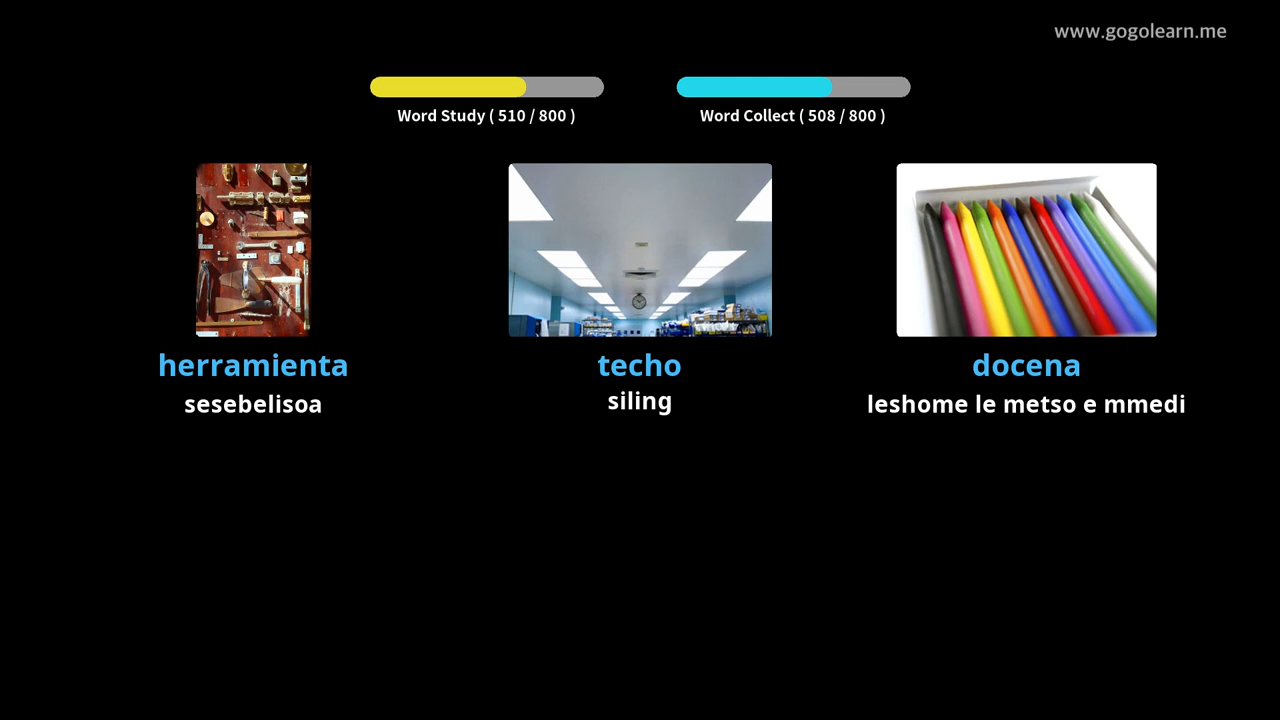 www.gogolearn.me
Word Study ( 510 / 800 )
Word Collect ( 508 / 800 )
herramienta
sesebelisoa
techo
siling
docena
leshome le metso e mmedi